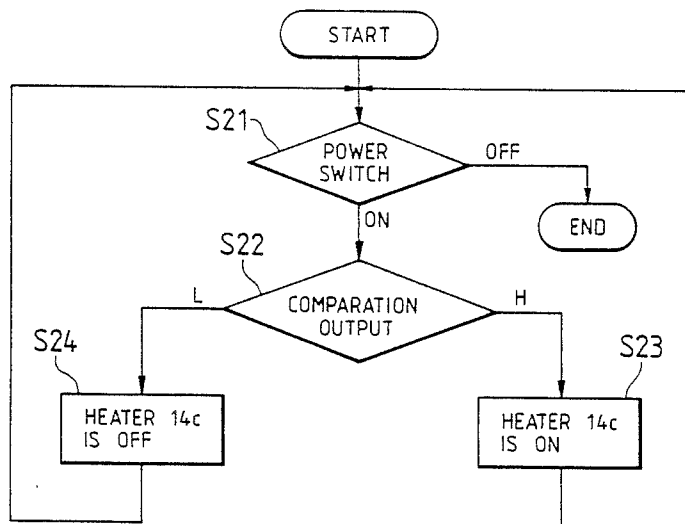 START
S21
POWER
SWITCH
OFF
END
ON
S22
COMPARATION
OUTPUT
L
H
S24
HEATER 14c
IS OFF
S23
HEATER 14c
IS ON